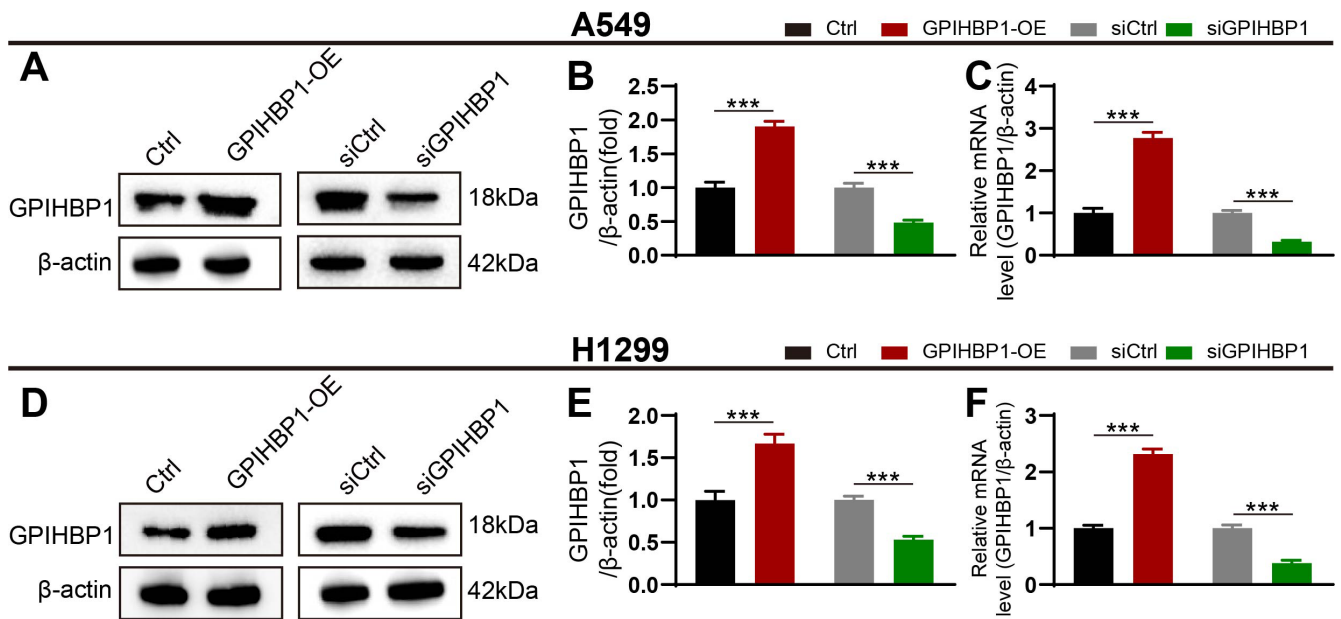 A549
Ctrl GPIHBP1-OE siCtrl siGPIHBP1
A
Ctrl GPIHBP1-OE siCtrl siGPIHBP1
GPIHBP1 18kDa
β-actin 42kDa
B
GPIHBP1
/β-actin(fold)
2.5
2.0
1.5
1.0
0.5
0.0
***
***
C
Relative mRNA
level (GPIHBP1/β-actin)
4
3
2
1
0
***
***
H1299
Ctrl GPIHBP1-OE siCtrl siGPIHBP1
D
Ctrl GPIHBP1-OE siCtrl siGPIHBP1
GPIHBP1 18kDa
β-actin 42kDa
E
GPIHBP1
/β-actin(fold)
2.0
1.5
1.0
0.5
0.0
***
***
F
Relative mRNA
level (GPIHBP1/β-actin)
3
2
1
0
***
***